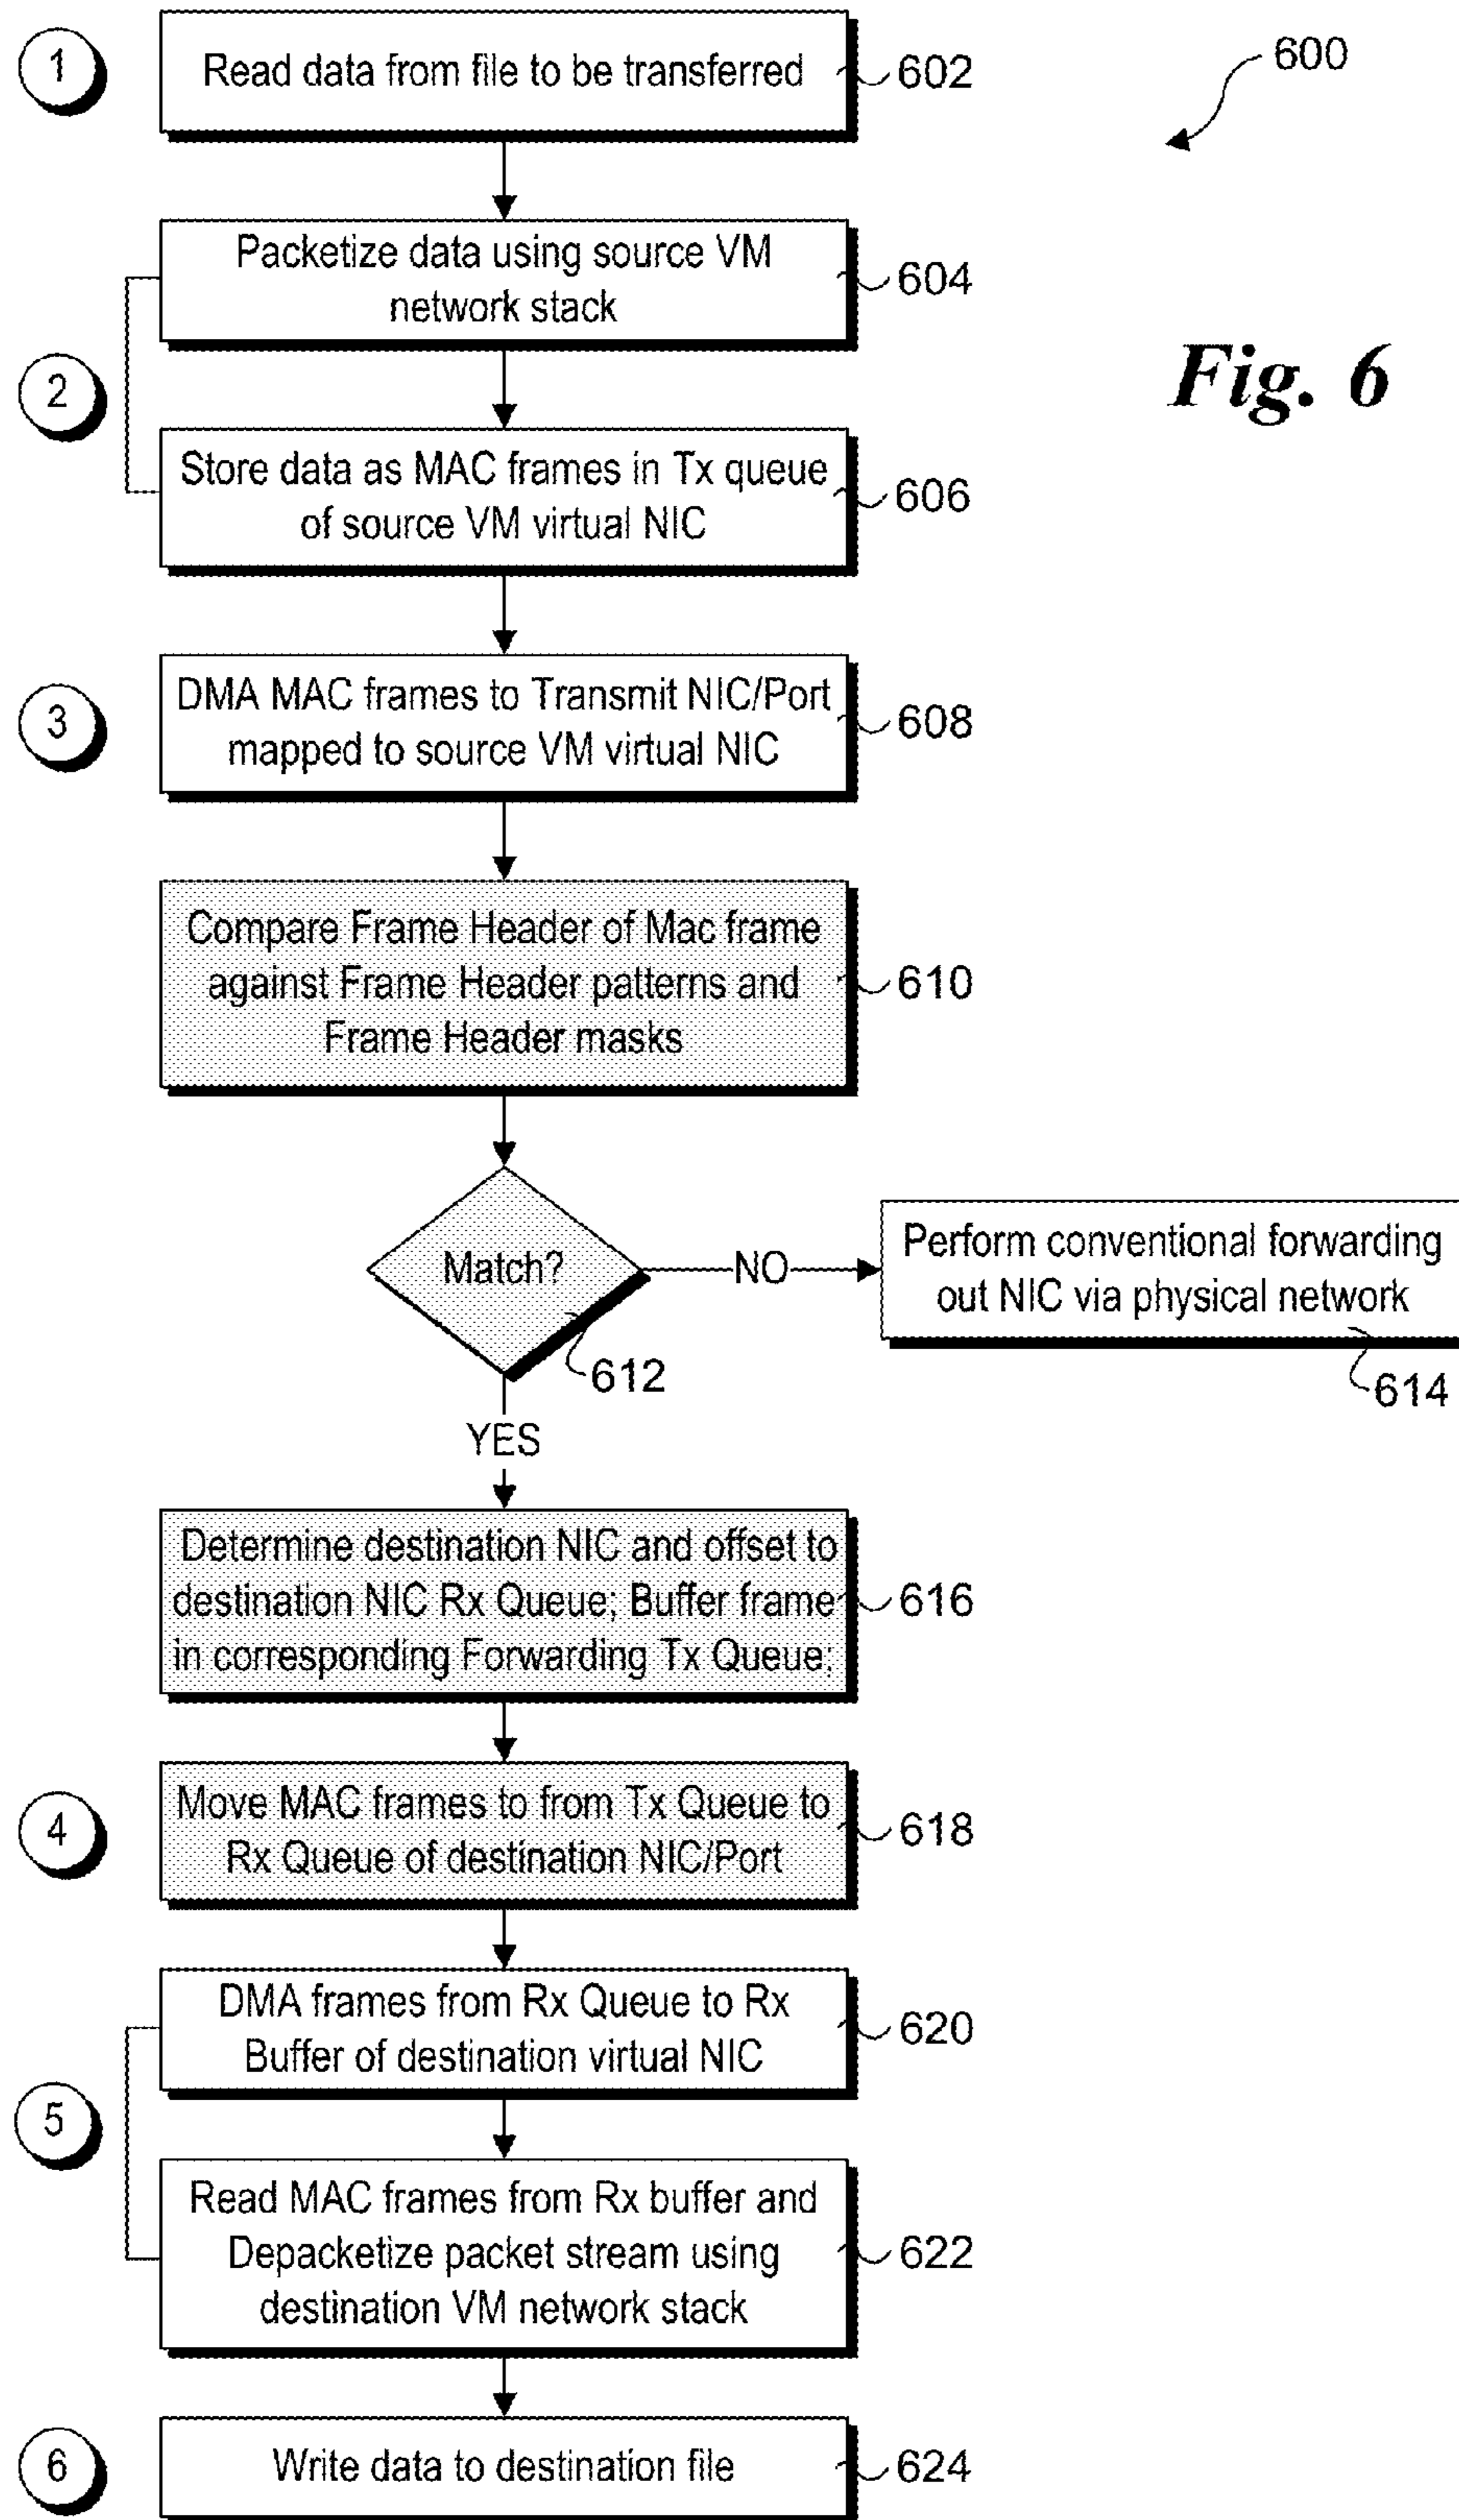 1
Read data from file to be transferred
602
600
Packetize data using source VM
network stack
604
Fig. 6
2
Store data as MAC frames in Tx queue
of source VM virtual NIC
606
3
DMA MAC frames to Transmit NIC/Port
mapped to source VM virtual NIC
608
Compare Frame Header of Mac frame
against Frame Header patterns and
Frame Header masks
610
Match?
NO
Perform conventional forwarding
out NIC via physical network
612
614
YES
Determine destination NIC and offset to
destination NIC Rx Queue; Buffer frame
in corresponding Forwarding Tx Queue;
616
4
Move MAC frames to from Tx Queue to
Rx Queue of destination NIC/Port
618
DMA frames from Rx Queue to Rx
Buffer of destination virtual NIC
620
5
Read MAC frames from Rx buffer and
Depacketize packet stream using
destination VM network stack
622
6
Write data to destination file
624